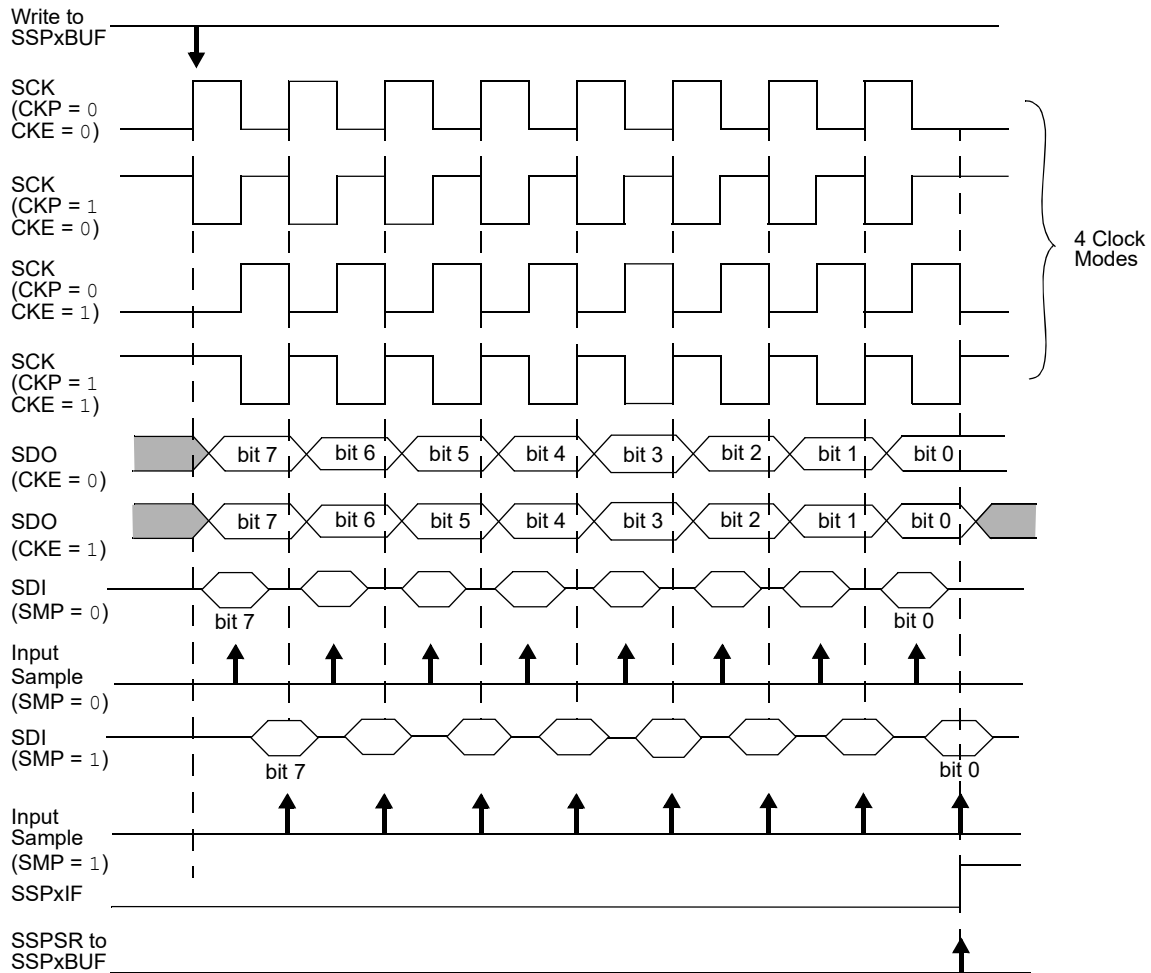 Write to
SSPxBUF
SCK
(CKP = 0
CKE = 0)
SCK
(CKP = 1
CKE = 0)
4 Clock
Modes
SCK
(CKP = 0
CKE = 1)
SCK
(CKP = 1
CKE = 1)
SDO
(CKE = 0)
bit 7 bit 6 bit 5 bit 4 bit 3 bit 2 bit 1 bit 0
SDO
(CKE = 1)
bit 7 bit 6 bit 5 bit 4 bit 3 bit 2 bit 1 bit 0
SDI
(SMP = 0)
bit 7 bit 0
Input
Sample
(SMP = 0)
SDI
(SMP = 1)
bit 7 bit 0
Input
Sample
(SMP = 1)
SSPxIF
SSPSR to
SSPxBUF